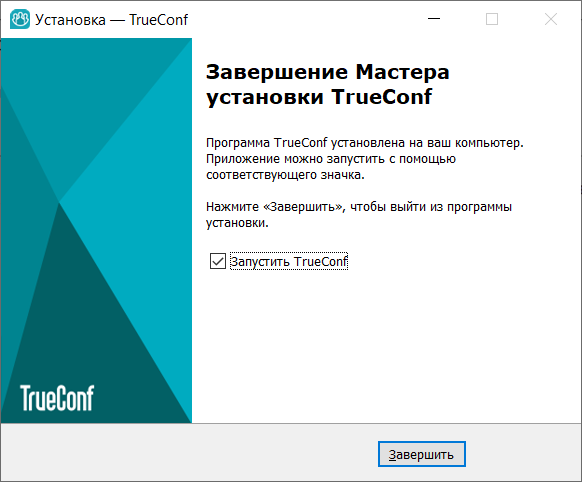 Установка — TrueConf
Завершение Мастера
установки TrueConf
Программа TrueConf установлена на ваш компьютер.
Приложение можно запустить с помощью
соответствующего значка.
Нажмите «Завершить», чтобы выйти из программы
установки.
Запустить TrueConf
TrueConf
Завершить